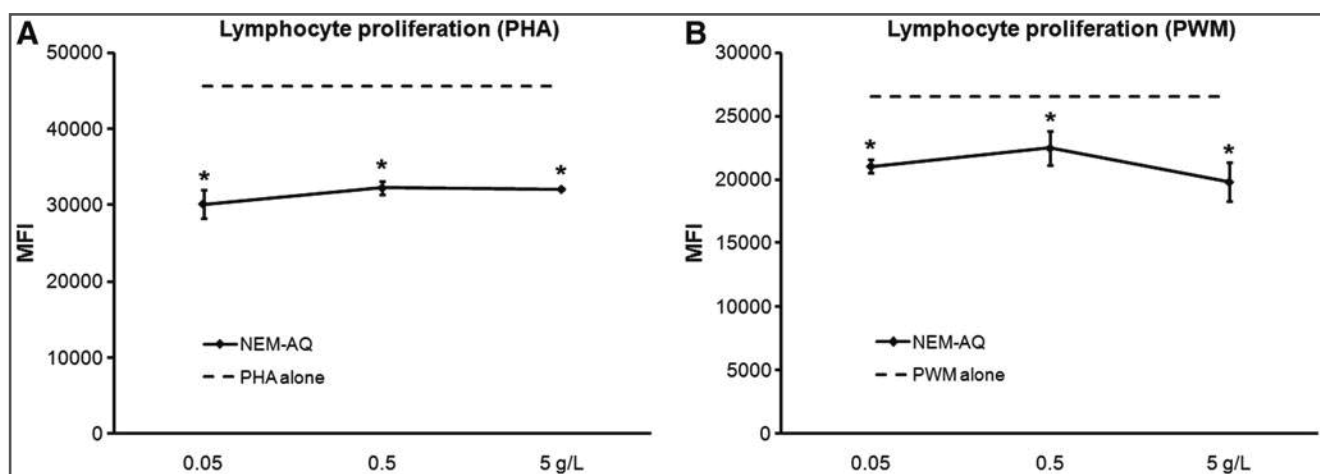 A
Lymphocyte proliferation (PHA)
50000
40000
30000
20000
10000
0
MFI
*
*
*
NEM-AQ
PHA alone
0.05
0.5
5 g/L
B
Lymphocyte proliferation (PWM)
30000
25000
20000
15000
10000
5000
0
MFI
*
*
*
NEM-AQ
PWM alone
0.05
0.5
5 g/L